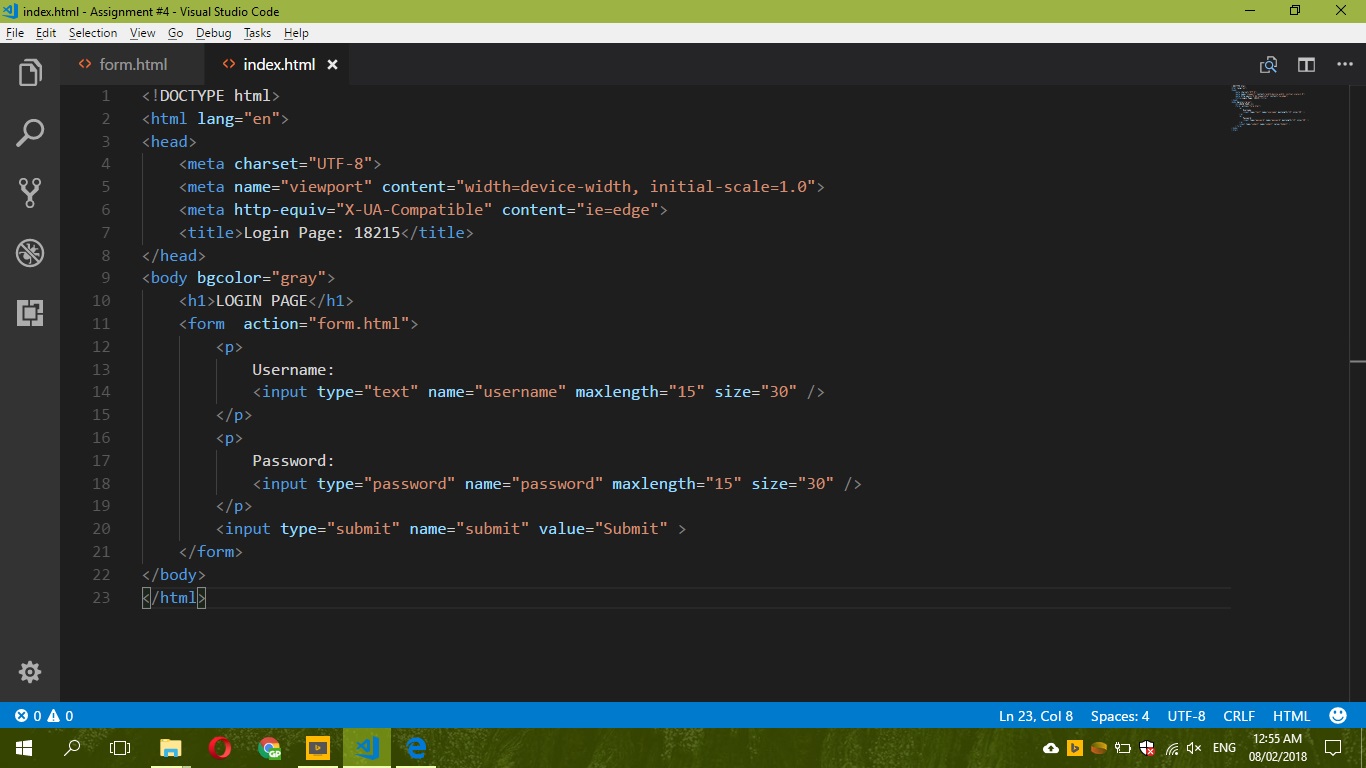 index.html - Assignment #4 - Visual Studio Code
File Edit Selection View Go Debug Tasks Help
form.html index.html
1 <!DOCTYPE html>
2 <html lang="en">
3 <head>
4 <meta charset="UTF-8">
5 <meta name="viewport" content="width=device-width, initial-scale=1.0">
6 <meta http-equiv="X-UA-Compatible" content="ie=edge">
7 <title>Login Page: 18215</title>
8 </head>
9 <body bgcolor="gray">
10 <h1>LOGIN PAGE</h1>
11 <form  action="form.html">
12 <p>
13 Username:
14 <input type="text" name="username" maxlength="15" size="30" />
15 </p>
16 <p>
17 Password:
18 <input type="password" name="password" maxlength="15" size="30" />
19 </p>
20 <input type="submit" name="submit" value="Submit" >
21 </form>
22 </body>
23 </html>
0 0 Ln 23, Col 8 Spaces: 4 UTF-8 CRLF HTML
GP
ENG 12:55 AM
08/02/2018